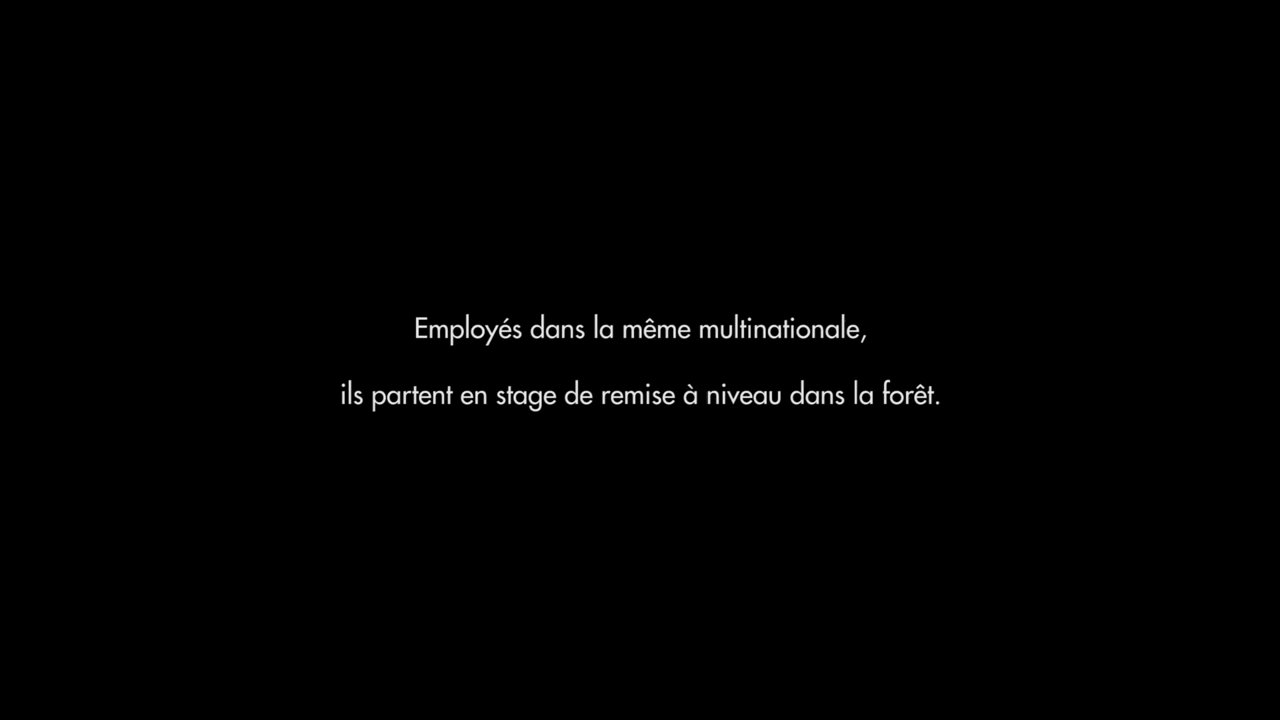 Employés dans la même multinationale,
ils partent en stage de remise à niveau dans la forêt.